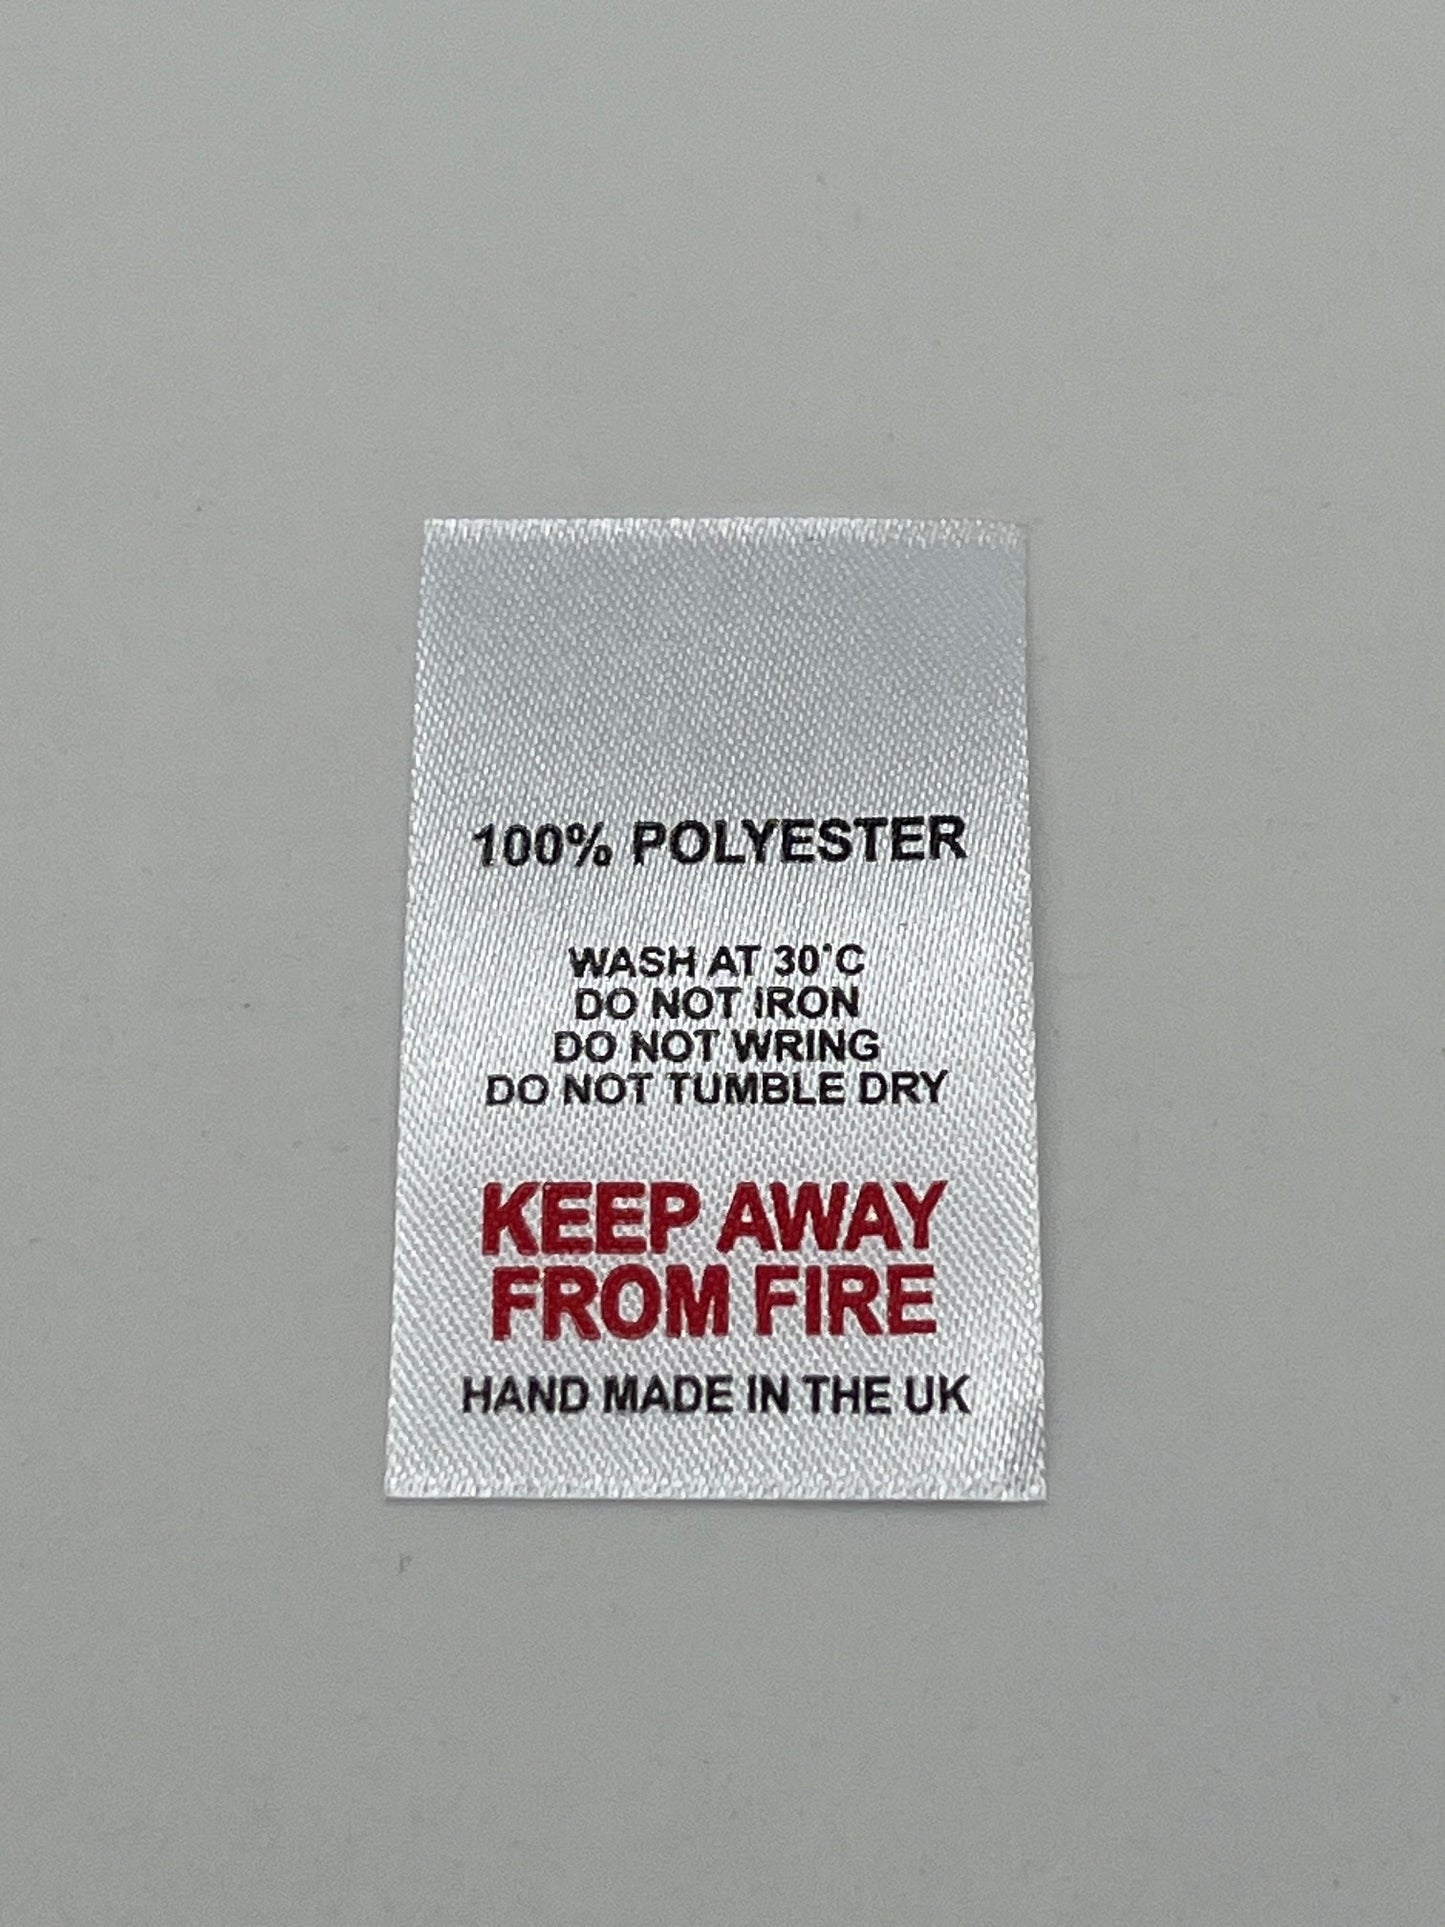 100% POLYESTER
WASH AT 30°C
DO NOT IRON
DO NOT WRING
DO NOT TUMBLE DRY
KEEP AWAY
FROM FIRE
HAND MADE IN THE UK